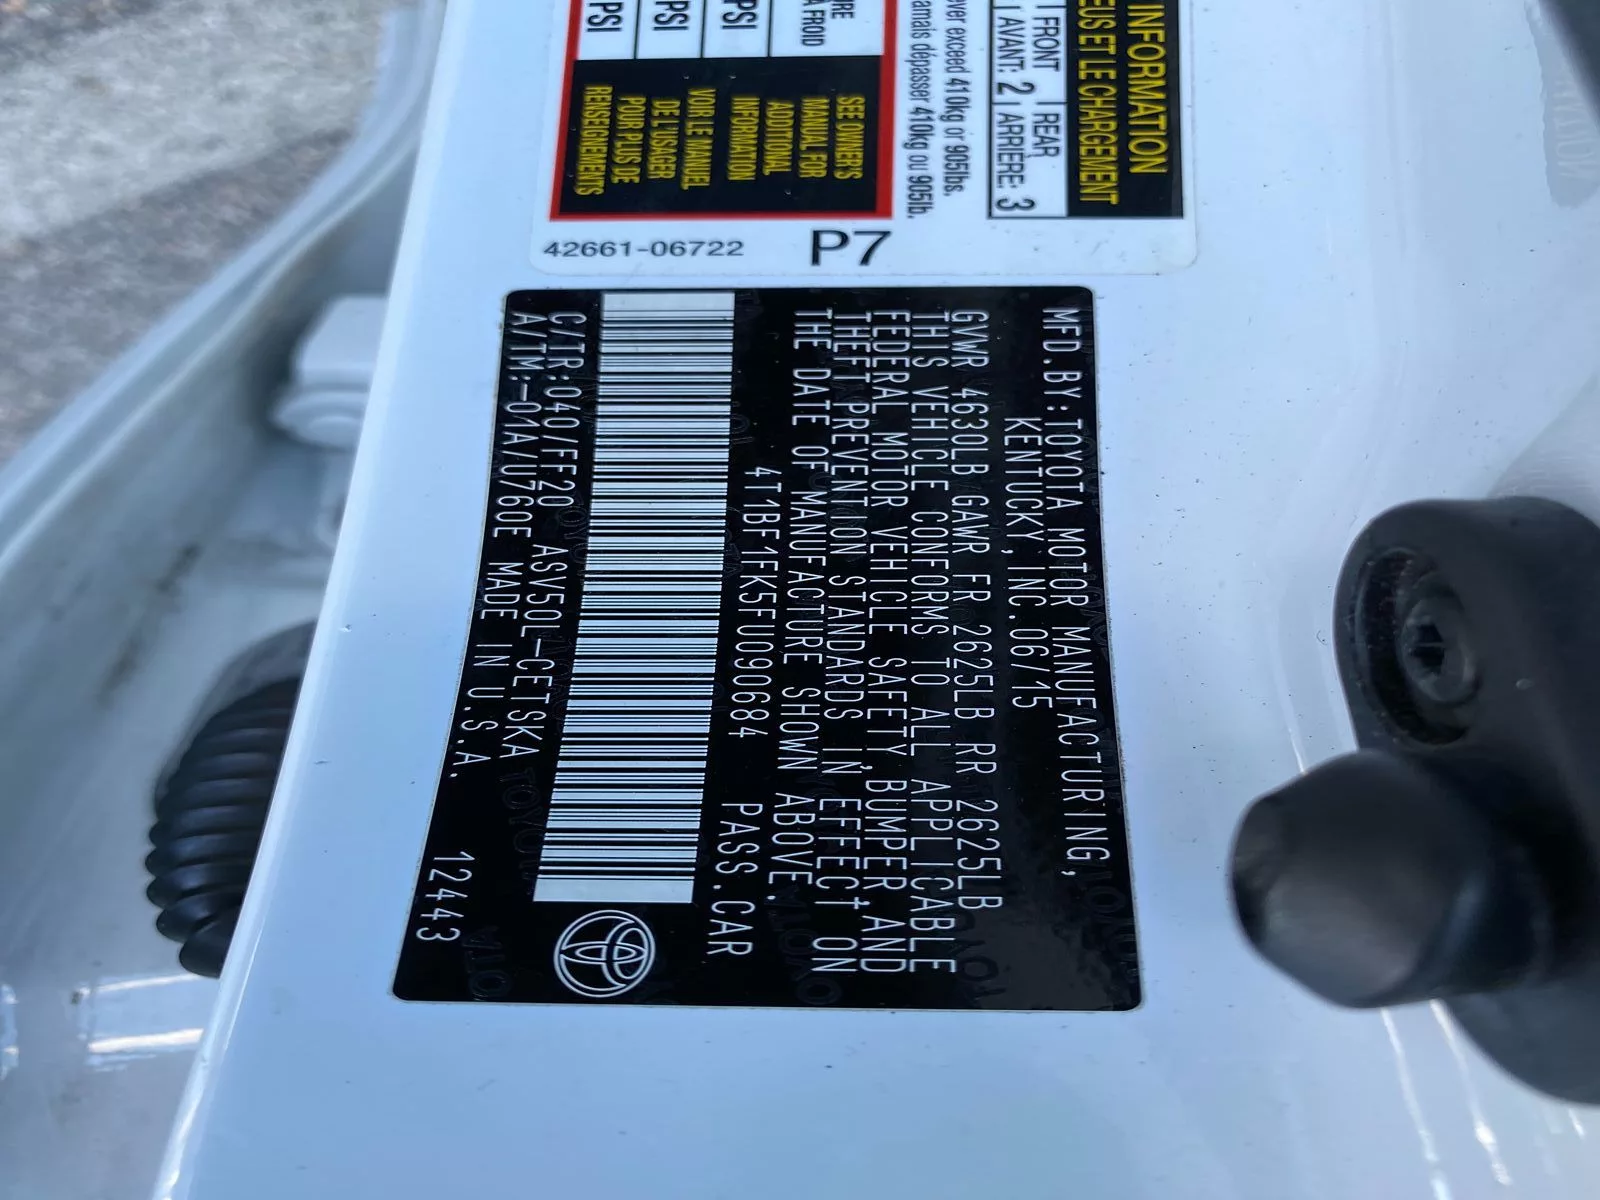 INFORMATION
EUS ET LE CHARGEMENT
FRONT REAR
AVANT: 2 ARRIÈRE: 3
ever exceed 410kg or 905lbs.
amais dépasser 410kg ou 905lb.
À FROID
PSI
PSI
PSI
SEE OWNER'S
MANUAL FOR
ADDITIONAL
INFORMATION
VOIR LE MANUEL
DE L'USAGER
POUR PLUS DE
RENSEIGNEMENTS
42661-06722 P7
MFD.BY:TOYOTA MOTOR MANUFACTURING,
KENTUCKY,INC.06/15
GVWR 4630LB GAWR FR 2625LB RR 2625LB
THIS VEHICLE CONFORMS TO ALL APPLICABLE
FEDERAL MOTOR VEHICLE SAFETY, BUMPER, AND
THEFT PREVENTION STANDARDS IN EFFECT ON
THE DATE OF MANUFACTURE SHOWN ABOVE.
4T1BF1FK5FU090684 PASS.CAR
C/TR:040/FF20 ASV50L-CETSKA
A/TM:-01A/U760E MADE IN U.S.A. 12443